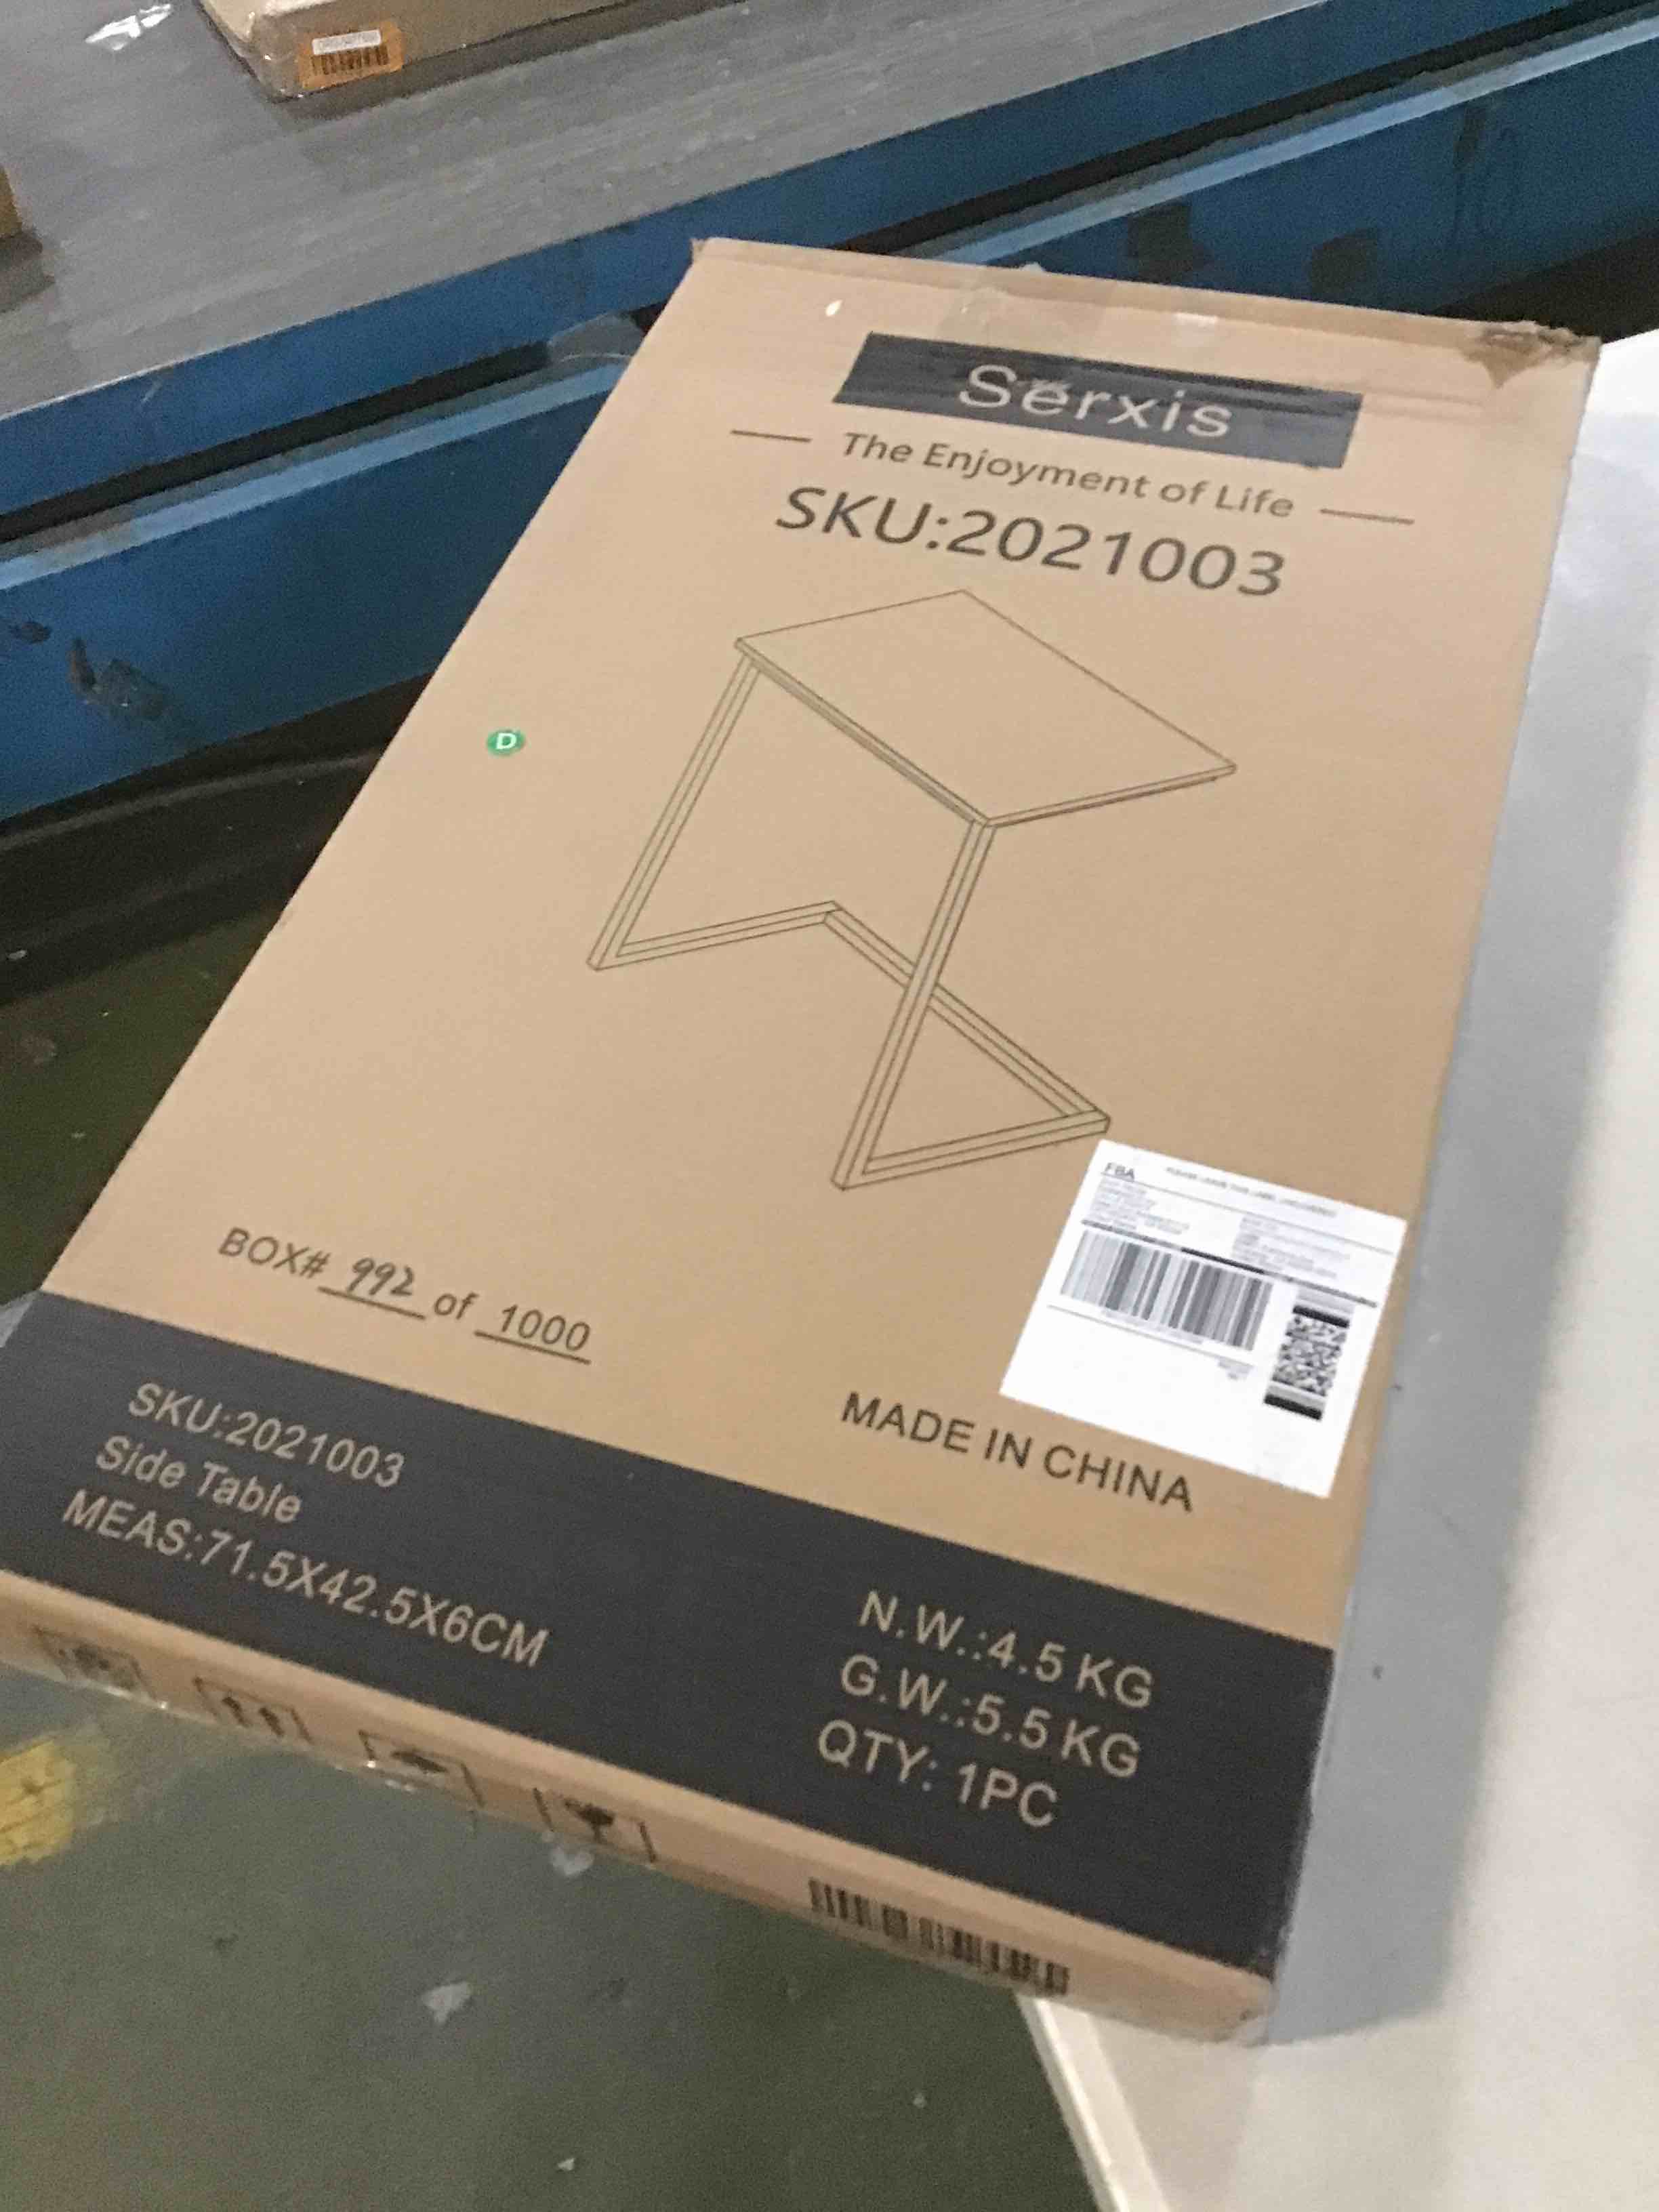 Serxis
The Enjoyment of Life
SKU:2021003
D
FBA
BOX# 992 of 1000
MADE IN CHINA
SKU:2021003
Side Table
MEAS:71.5X42.5X6CM
N.W.:4.5 KG
G.W.:5.5 KG
QTY: 1PC